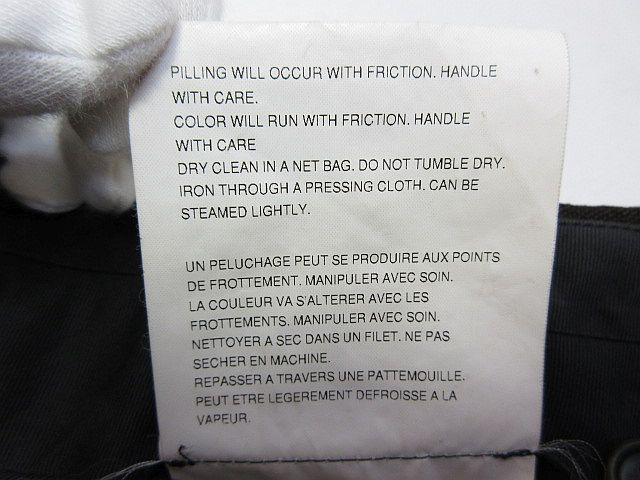 PILLING WILL OCCUR WITH FRICTION. HANDLE
WITH CARE.
COLOR WILL RUN WITH FRICTION. HANDLE
WITH CARE
DRY CLEAN IN A NET BAG. DO NOT TUMBLE DRY.
IRON THROUGH A PRESSING CLOTH. CAN BE
STEAMED LIGHTLY.
UN PELUCHAGE PEUT SE PRODUIRE AUX POINTS
DE FROTTEMENT. MANIPULER AVEC SOIN.
LA COULEUR VA S'ALTERER AVEC LES
FROTTEMENTS. MANIPULER AVEC SOIN.
NETTOYER A SEC DANS UN FILET. NE PAS
SECHER EN MACHINE.
REPASSER A TRAVERS UNE PATTEMOUILLE.
PEUT ETRE LEGEREMENT DEFROISSE A LA
VAPEUR.